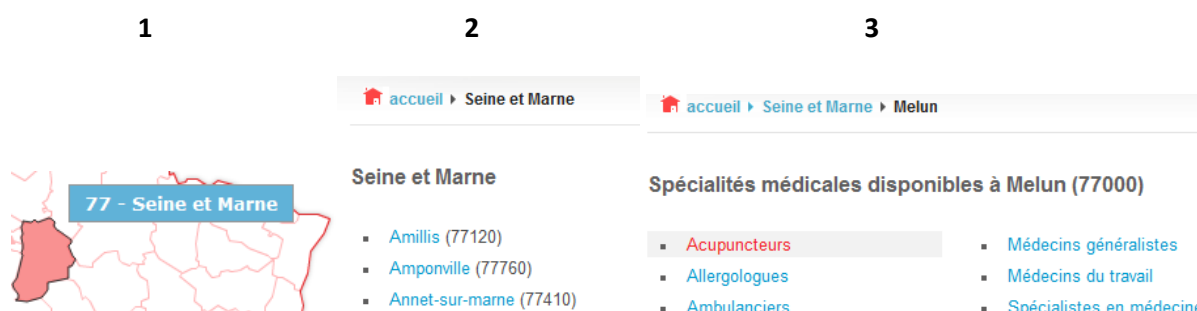 1
2
3
accueil Seine et Marne
accueil Seine et Marne Melun
77 - Seine et Marne
Seine et Marne
Amillis (77120)
Amponville (77760)
Annet-sur-marne (77410)
Spécialités médicales disponibles à Melun (77000)
Acupuncteurs
Allergologues
Ambulanciers
Médecins généralistes
Médecins du travail
Spécialistes en médecine